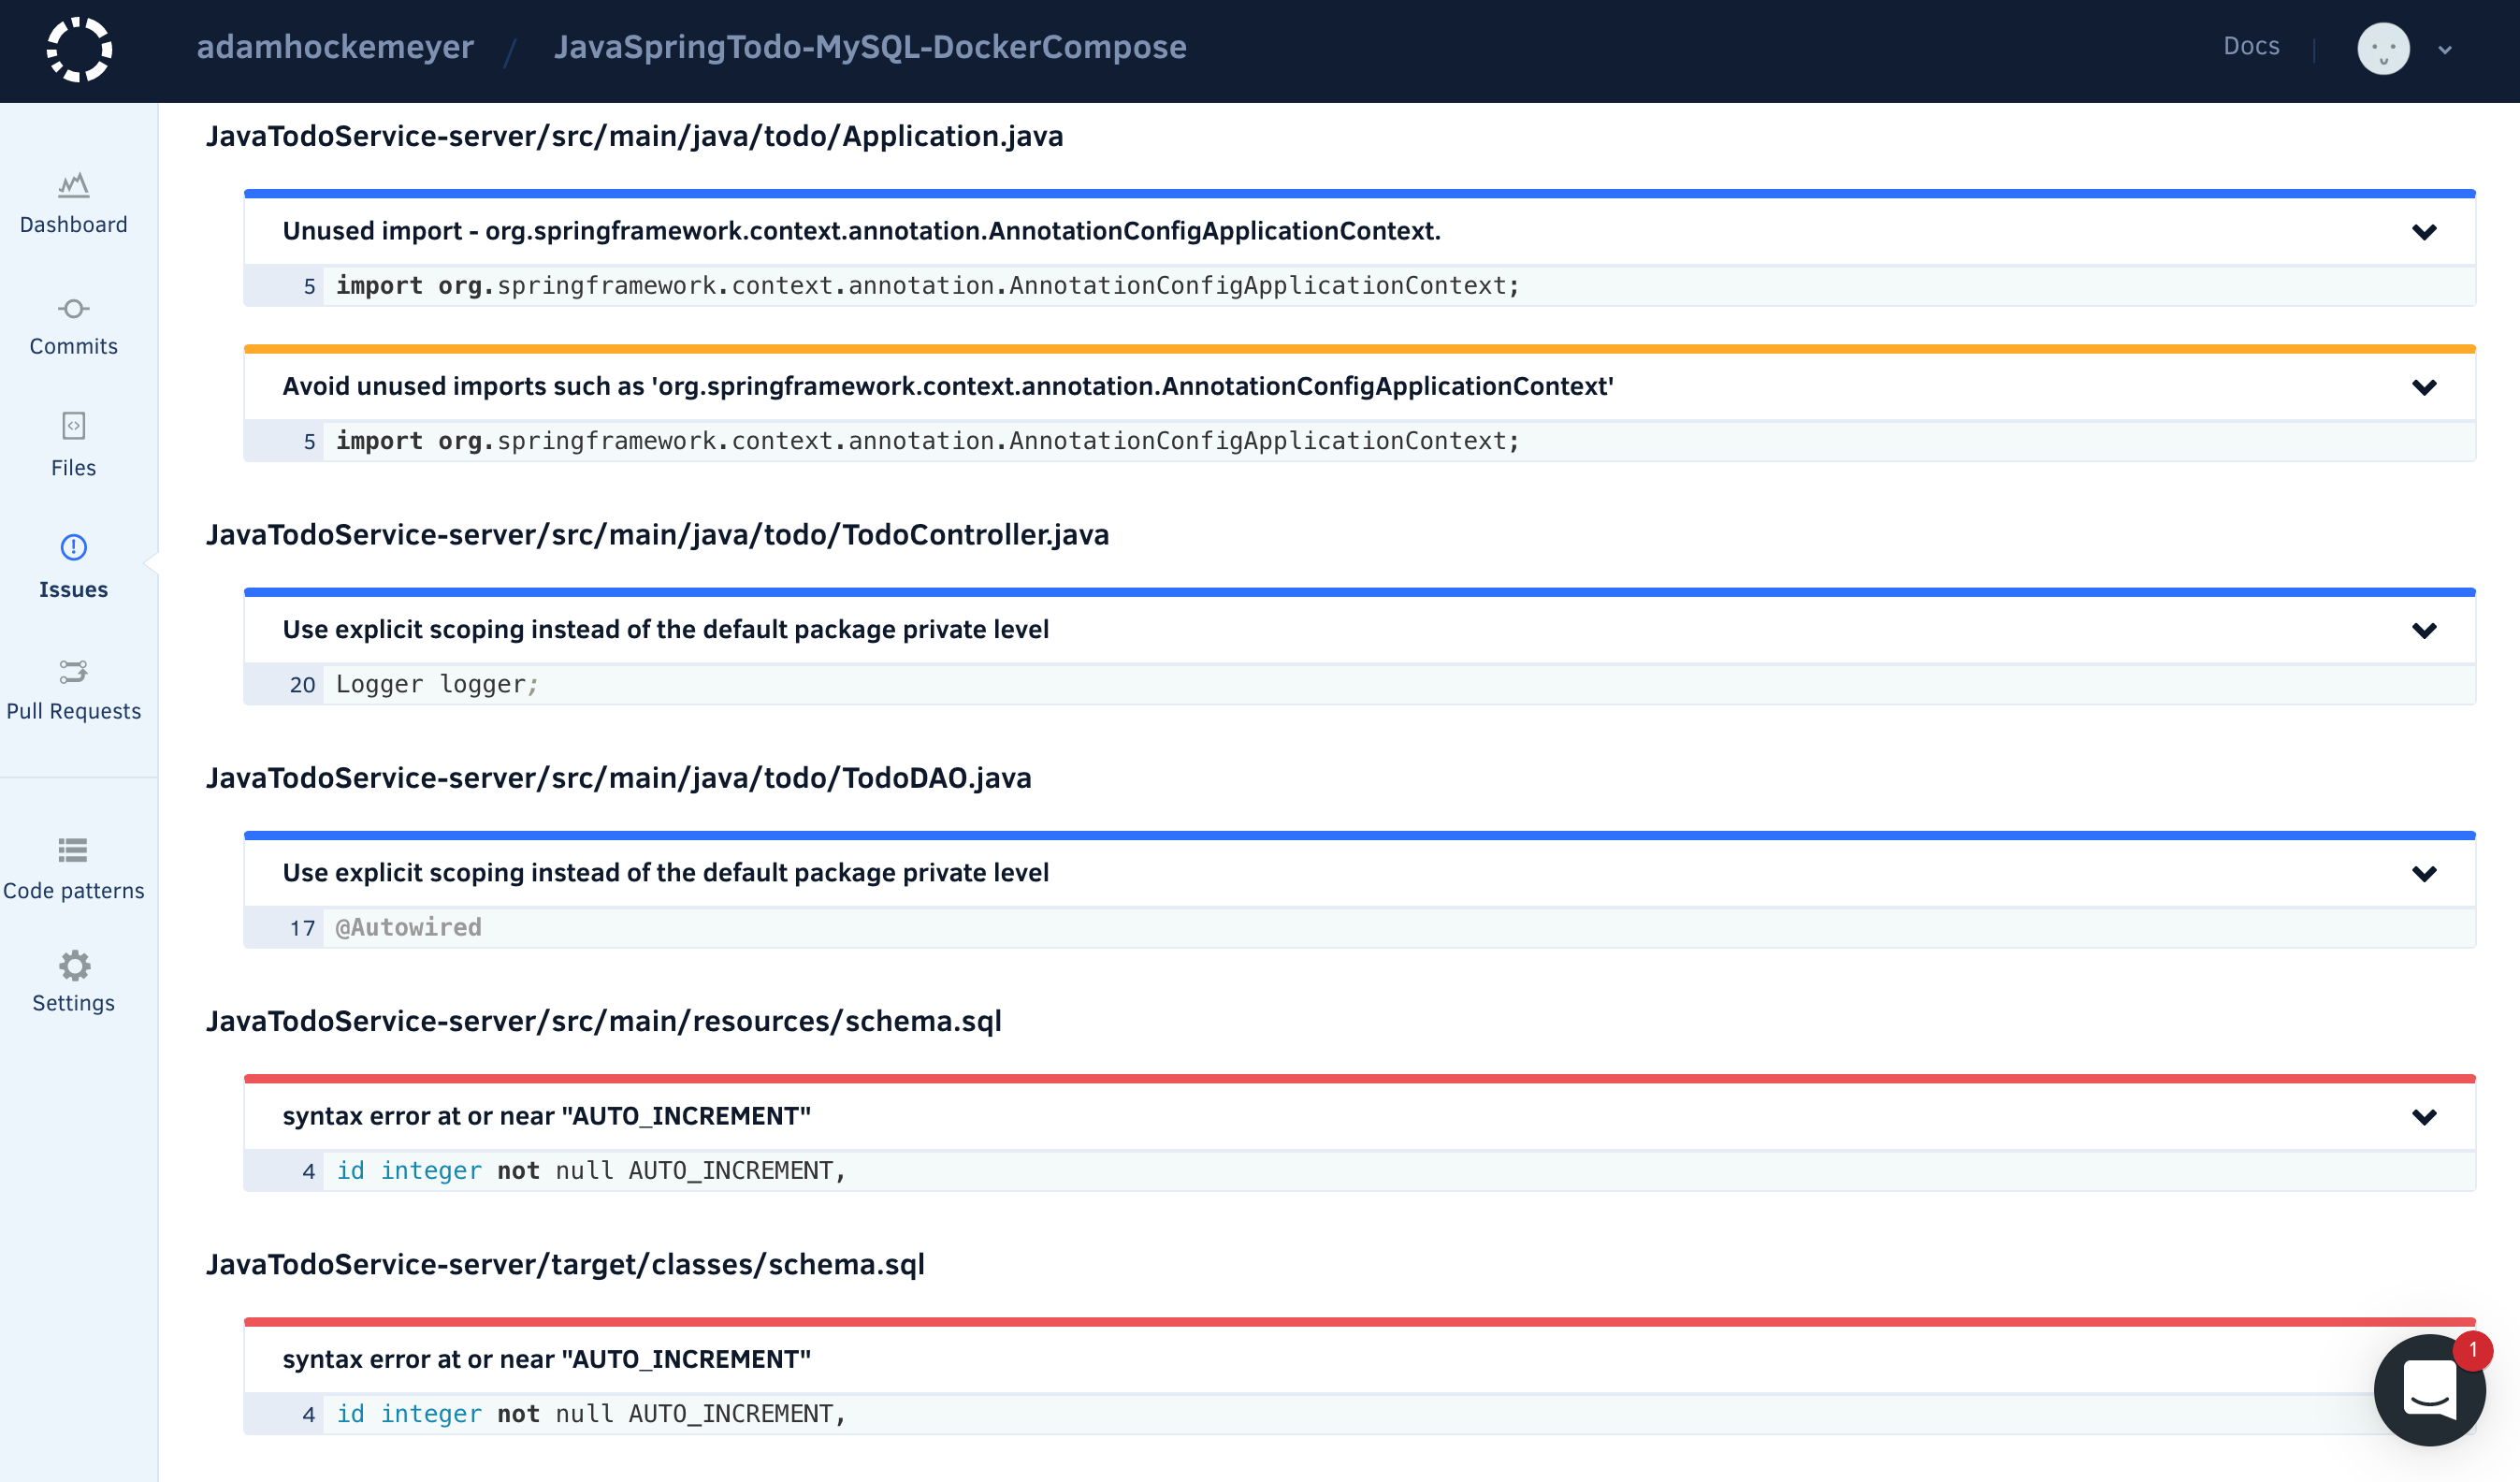 adamhockemeyer / JavaSpringTodo-MySQL-DockerCompose
Docs
Dashboard
Commits
Files
Issues
Pull Requests
Code patterns
Settings
JavaTodoService-server/src/main/java/todo/Application.java
Unused import - org.springframework.context.annotation.AnnotationConfigApplicationContext.
5 import org.springframework.context.annotation.AnnotationConfigApplicationContext;
Avoid unused imports such as 'org.springframework.context.annotation.AnnotationConfigApplicationContext'
5 import org.springframework.context.annotation.AnnotationConfigApplicationContext;
JavaTodoService-server/src/main/java/todo/TodoController.java
Use explicit scoping instead of the default package private level
20 Logger logger;
JavaTodoService-server/src/main/java/todo/TodoDAO.java
Use explicit scoping instead of the default package private level
17 @Autowired
JavaTodoService-server/src/main/resources/schema.sql
syntax error at or near "AUTO_INCREMENT"
4 id integer not null AUTO_INCREMENT,
JavaTodoService-server/target/classes/schema.sql
syntax error at or near "AUTO_INCREMENT"
4 id integer not null AUTO_INCREMENT,
1